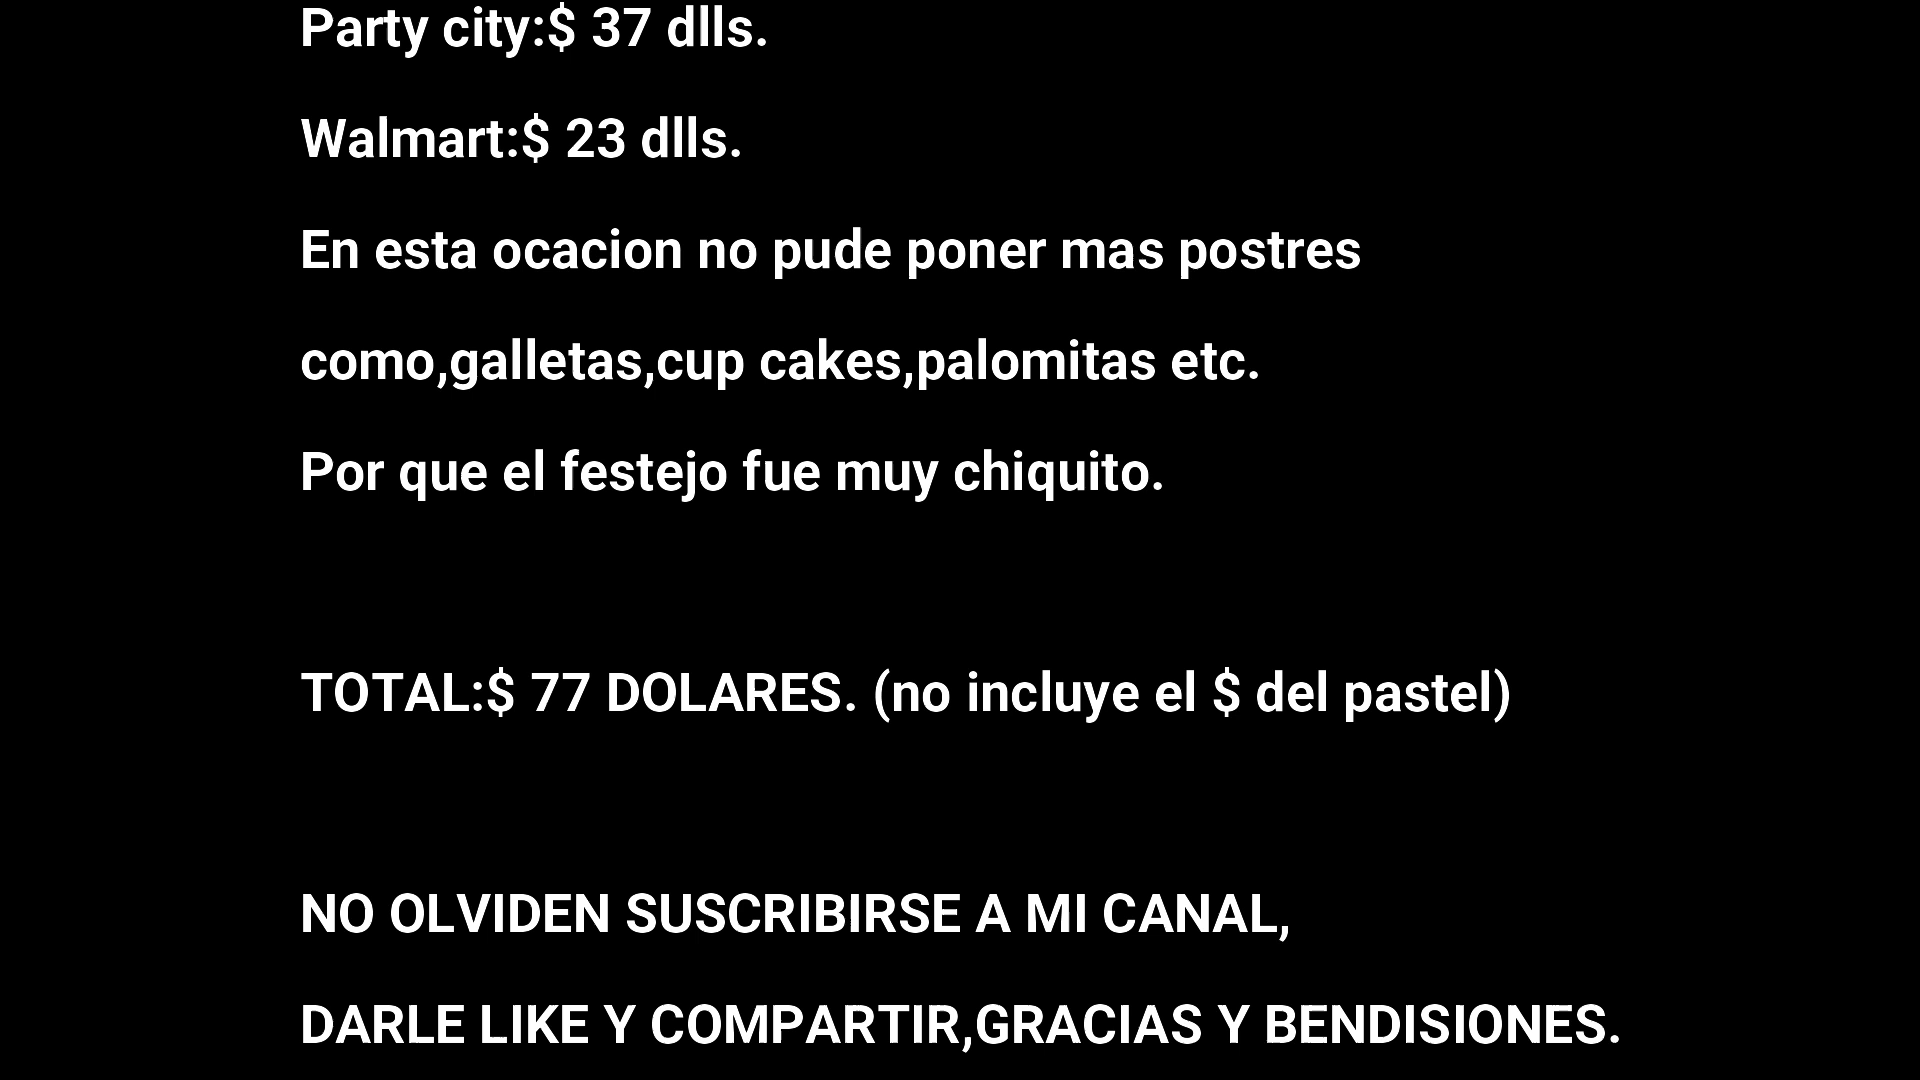 Party city:$ 37 dlls.
Walmart:$ 23 dlls.
En esta ocacion no pude poner mas postres
como,galletas,cup cakes,palomitas etc.
Por que el festejo fue muy chiquito.
TOTAL:$ 77 DOLARES. (no incluye el $ del pastel)
NO OLVIDEN SUSCRIBIRSE A MI CANAL,
DARLE LIKE Y COMPARTIR,GRACIAS Y BENDISIONES.